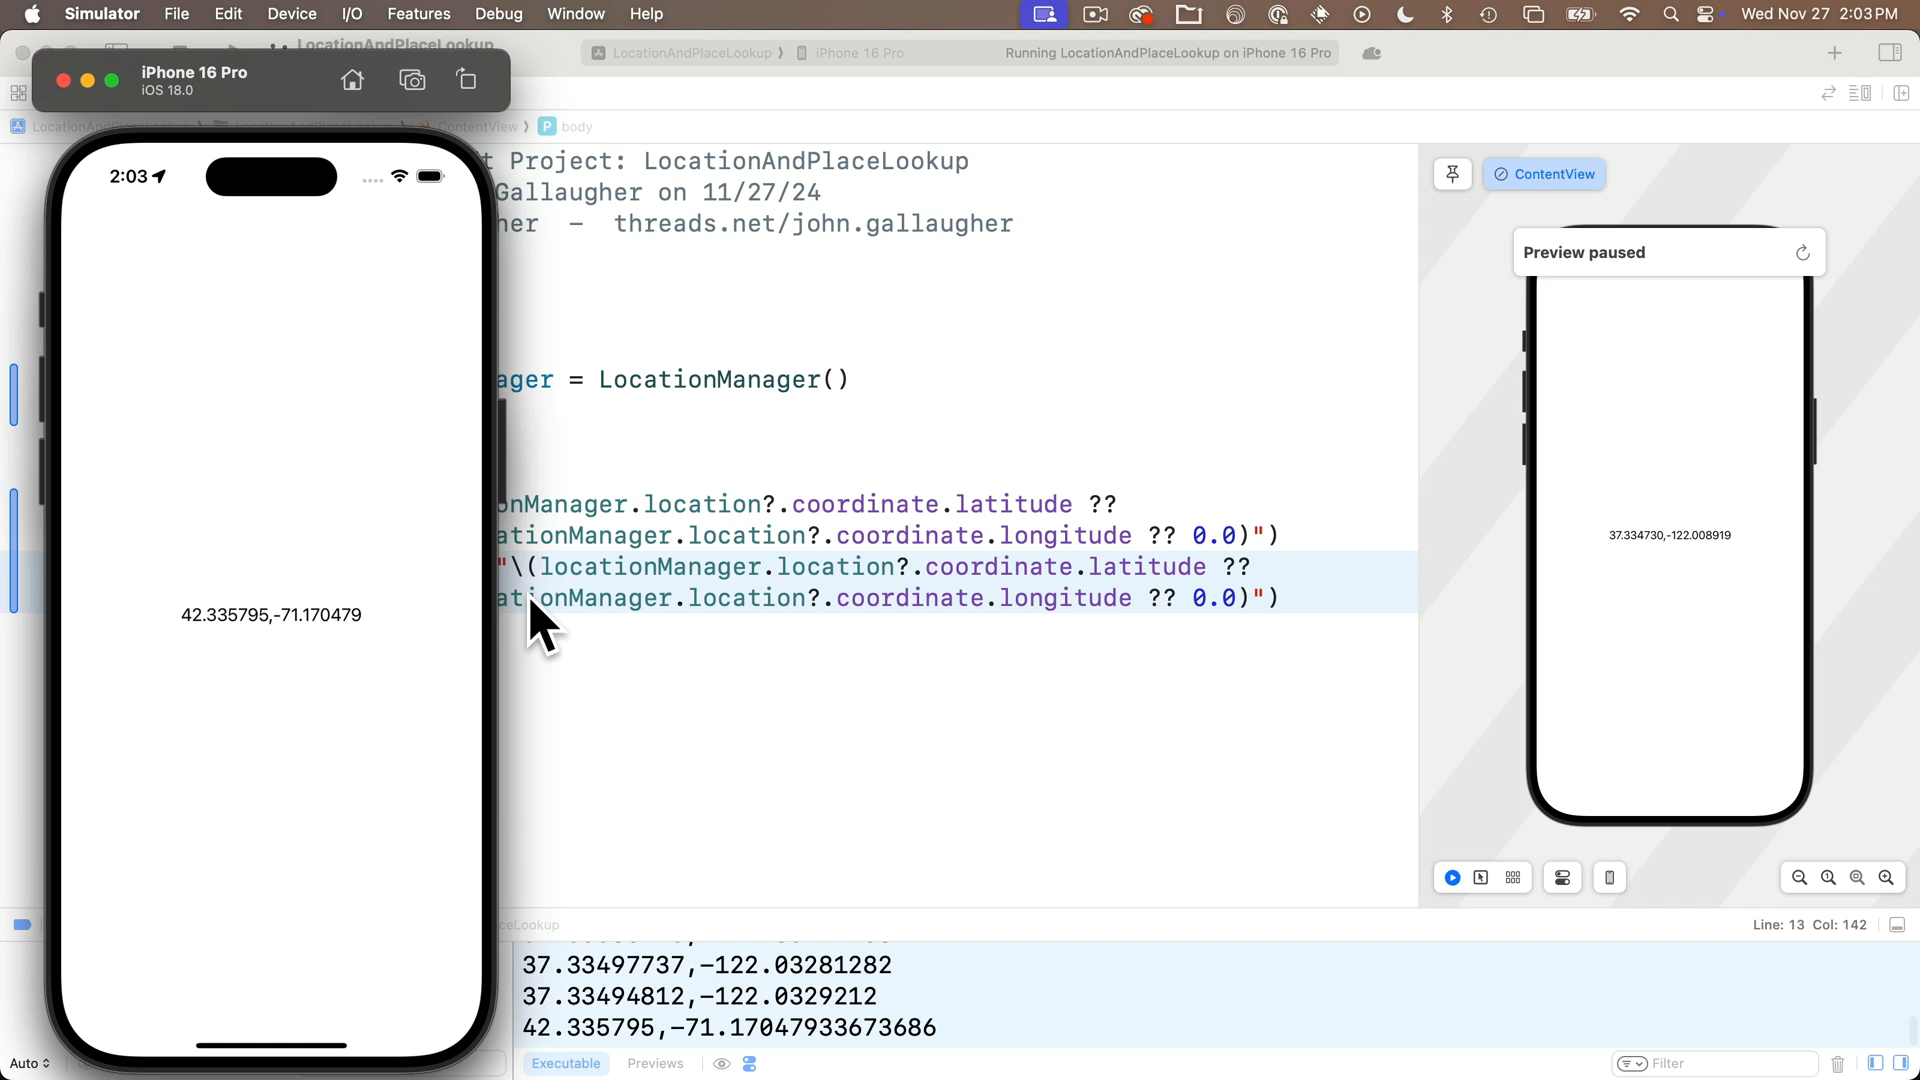 Simulator File Edit Device I/O Features Debug Window Help Wed Nov 27 2:03 PM
LocationAndPlaceLookup
LocationAndPlaceLookup 〉 iPhone 16 Pro Running LocationAndPlaceLookup on iPhone 16 Pro
iPhone 16 Pro
iOS 18.0
ContentView 〉 P body
2:03
t Project: LocationAndPlaceLookup
Gallaugher on 11/27/24
her – threads.net/john.gallaugher
ager = LocationManager()
onManager.location?.coordinate.latitude ??
ationManager.location?.coordinate.longitude ?? 0.0)")
"\(locationManager.location?.coordinate.latitude ??
ationManager.location?.coordinate.longitude ?? 0.0)")
42.335795,-71.170479
ContentView
Preview paused
37.334730,-122.008919
ceLookup
Line: 13 Col: 142
37.33497737,-122.03281282
37.33494812,-122.0329212
42.335795,-71.17047933673686
Auto
Executable Previews
Filter